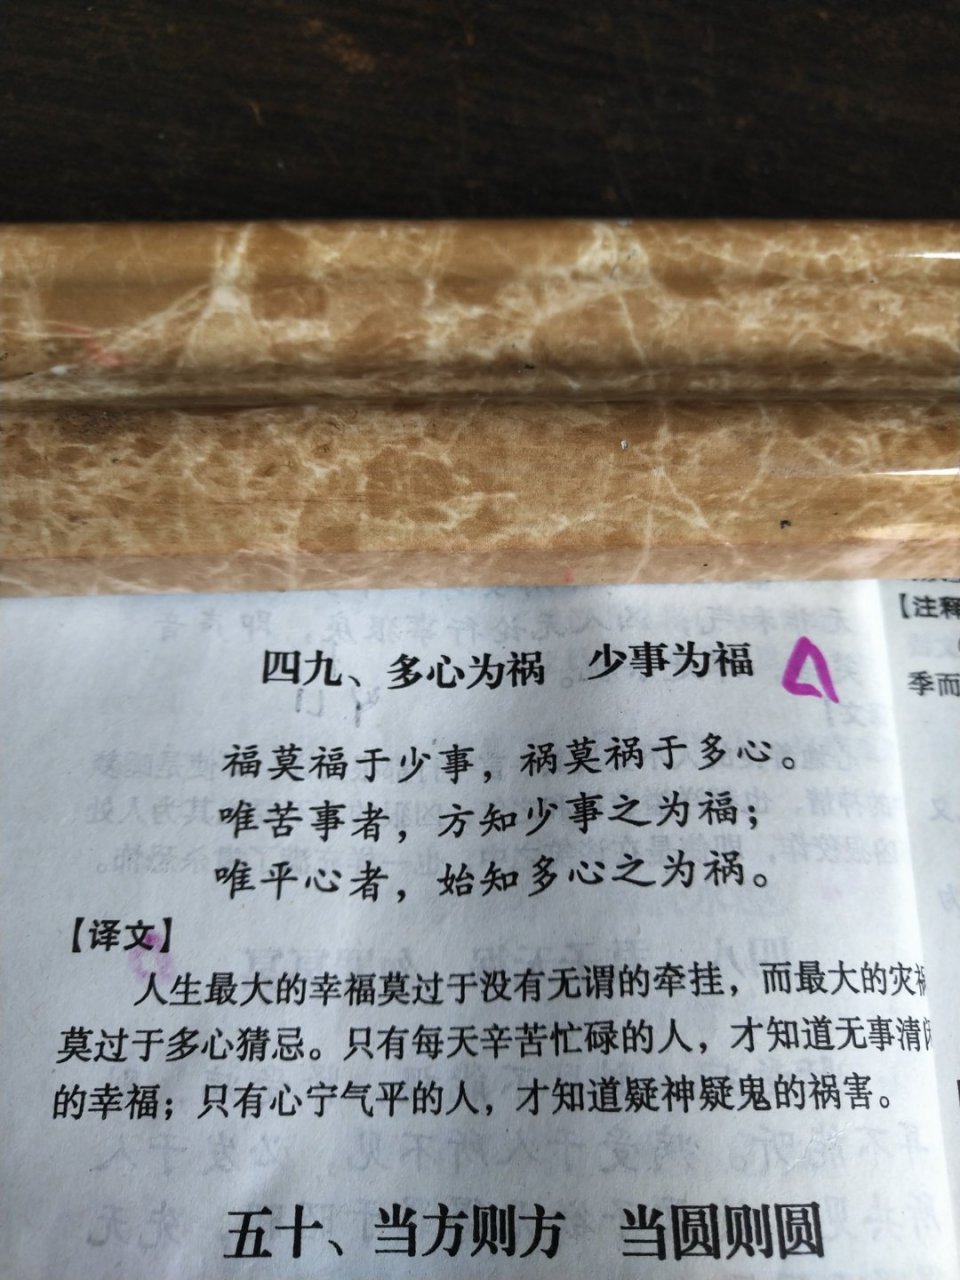 四九、多心为祸 少事为福
福莫福于少事，祸莫祸于多心。
唯苦事者，方知少事之为福；
唯平心者，始知多心之为祸。
【译文】
人生最大的幸福莫过于没有无谓的牵挂，而最大的灾祸
莫过于多心猜忌。只有每天辛苦忙碌的人，才知道无事清闲
的幸福；只有心宁气平的人，才知道疑神疑鬼的祸害。
五十、当方则方 当圆则圆
【注释
季而